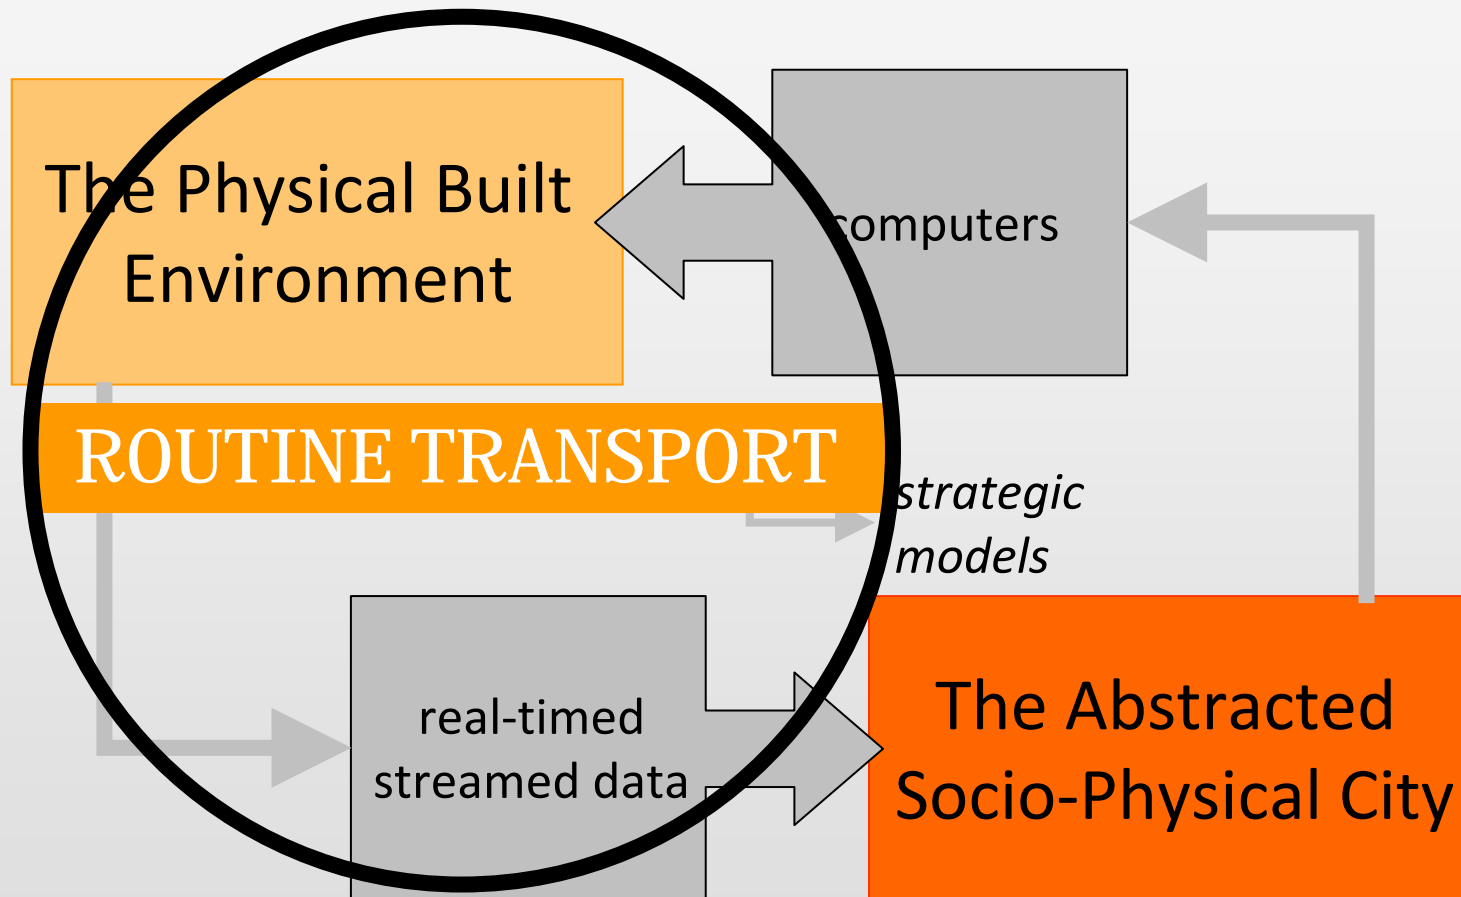 The Physical Built
Environment
computers
ROUTINE TRANSPORT
strategic
models
real-timed
streamed data
The Abstracted
Socio-Physical City